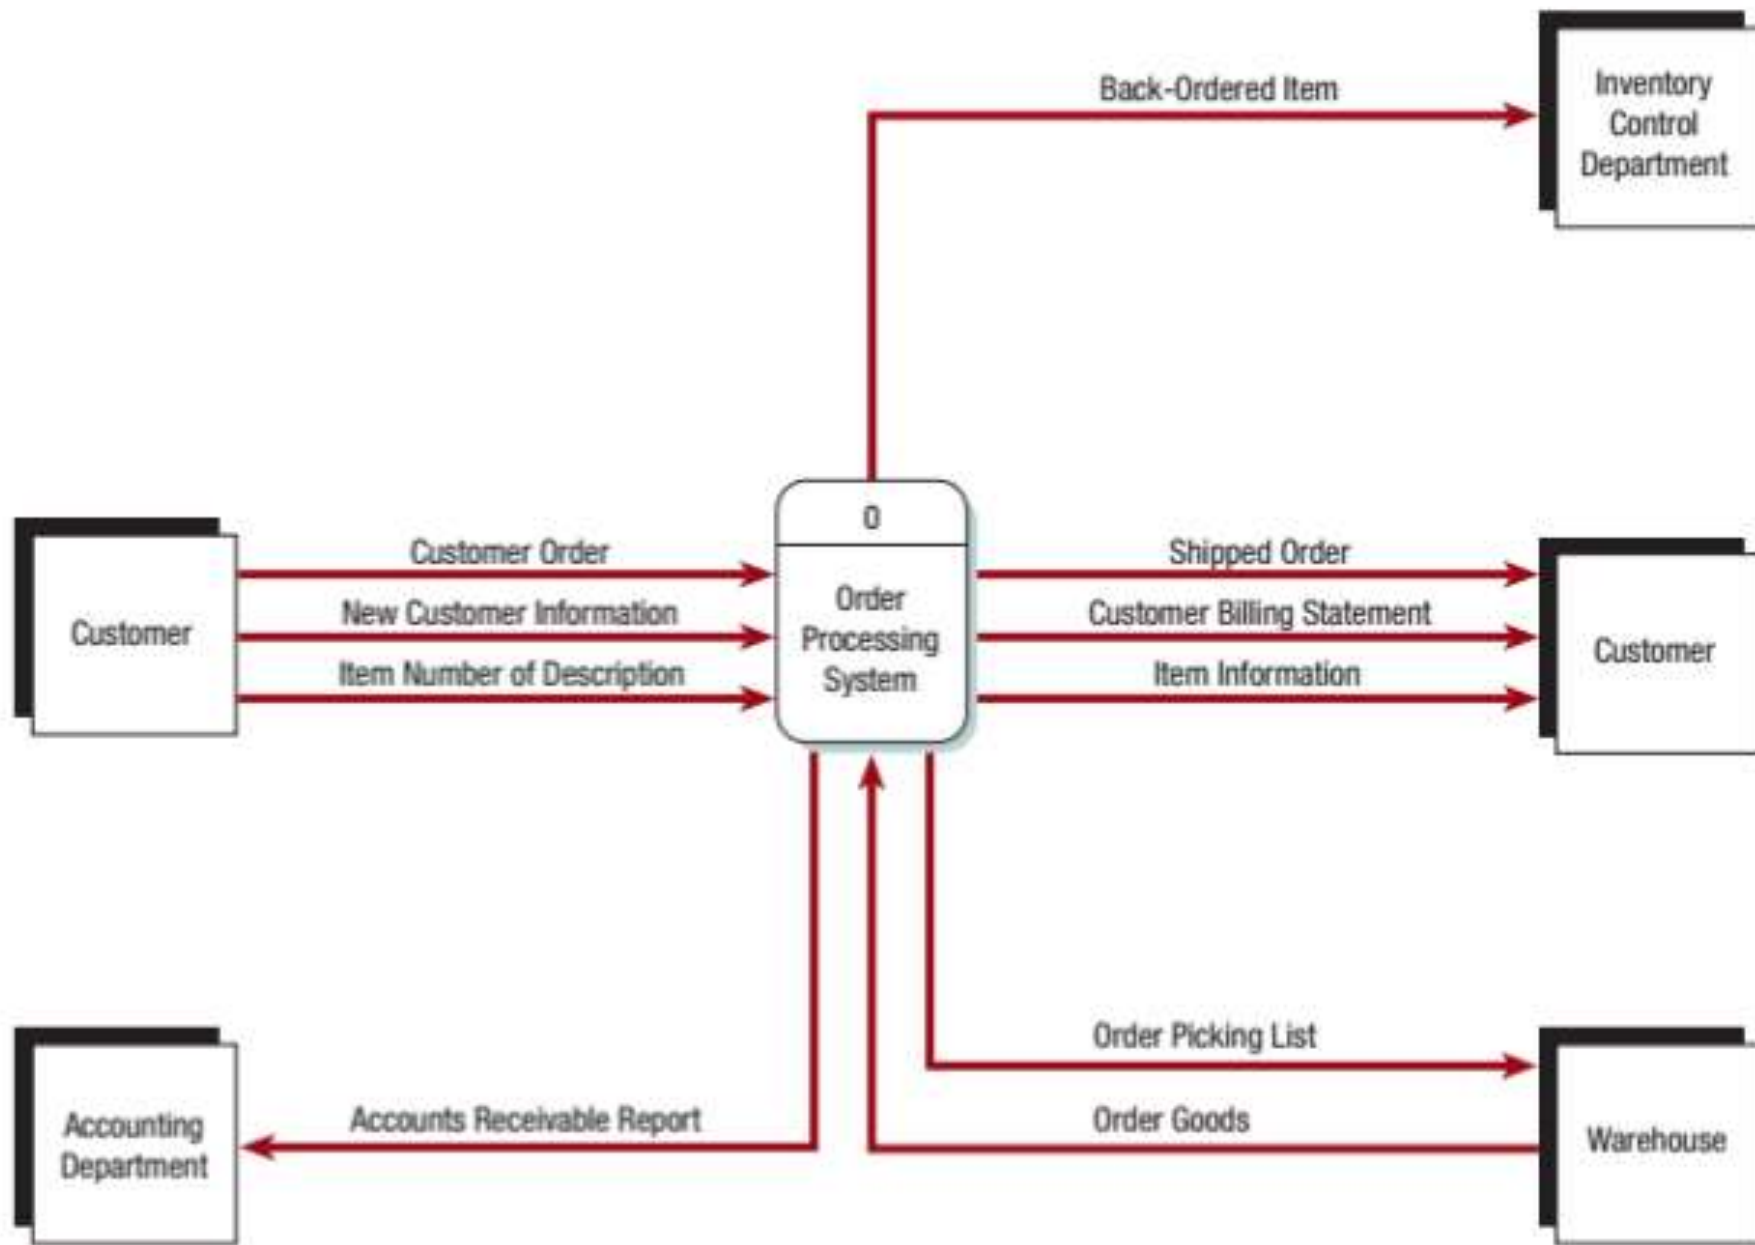 Back-Ordered Item
Inventory
Control
Department
0
Order
Processing
System
Customer
Customer Order
New Customer Information
Item Number of Description
Shipped Order
Customer Billing Statement
Item Information
Customer
Accounting
Department
Accounts Receivable Report
Order Picking List
Order Goods
Warehouse